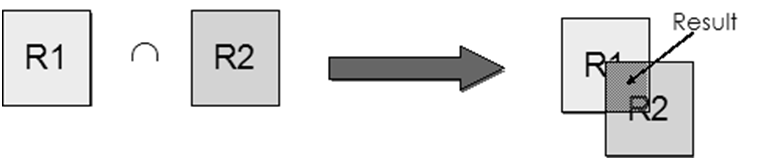 R1 ∩ R2
Result
R1
R2